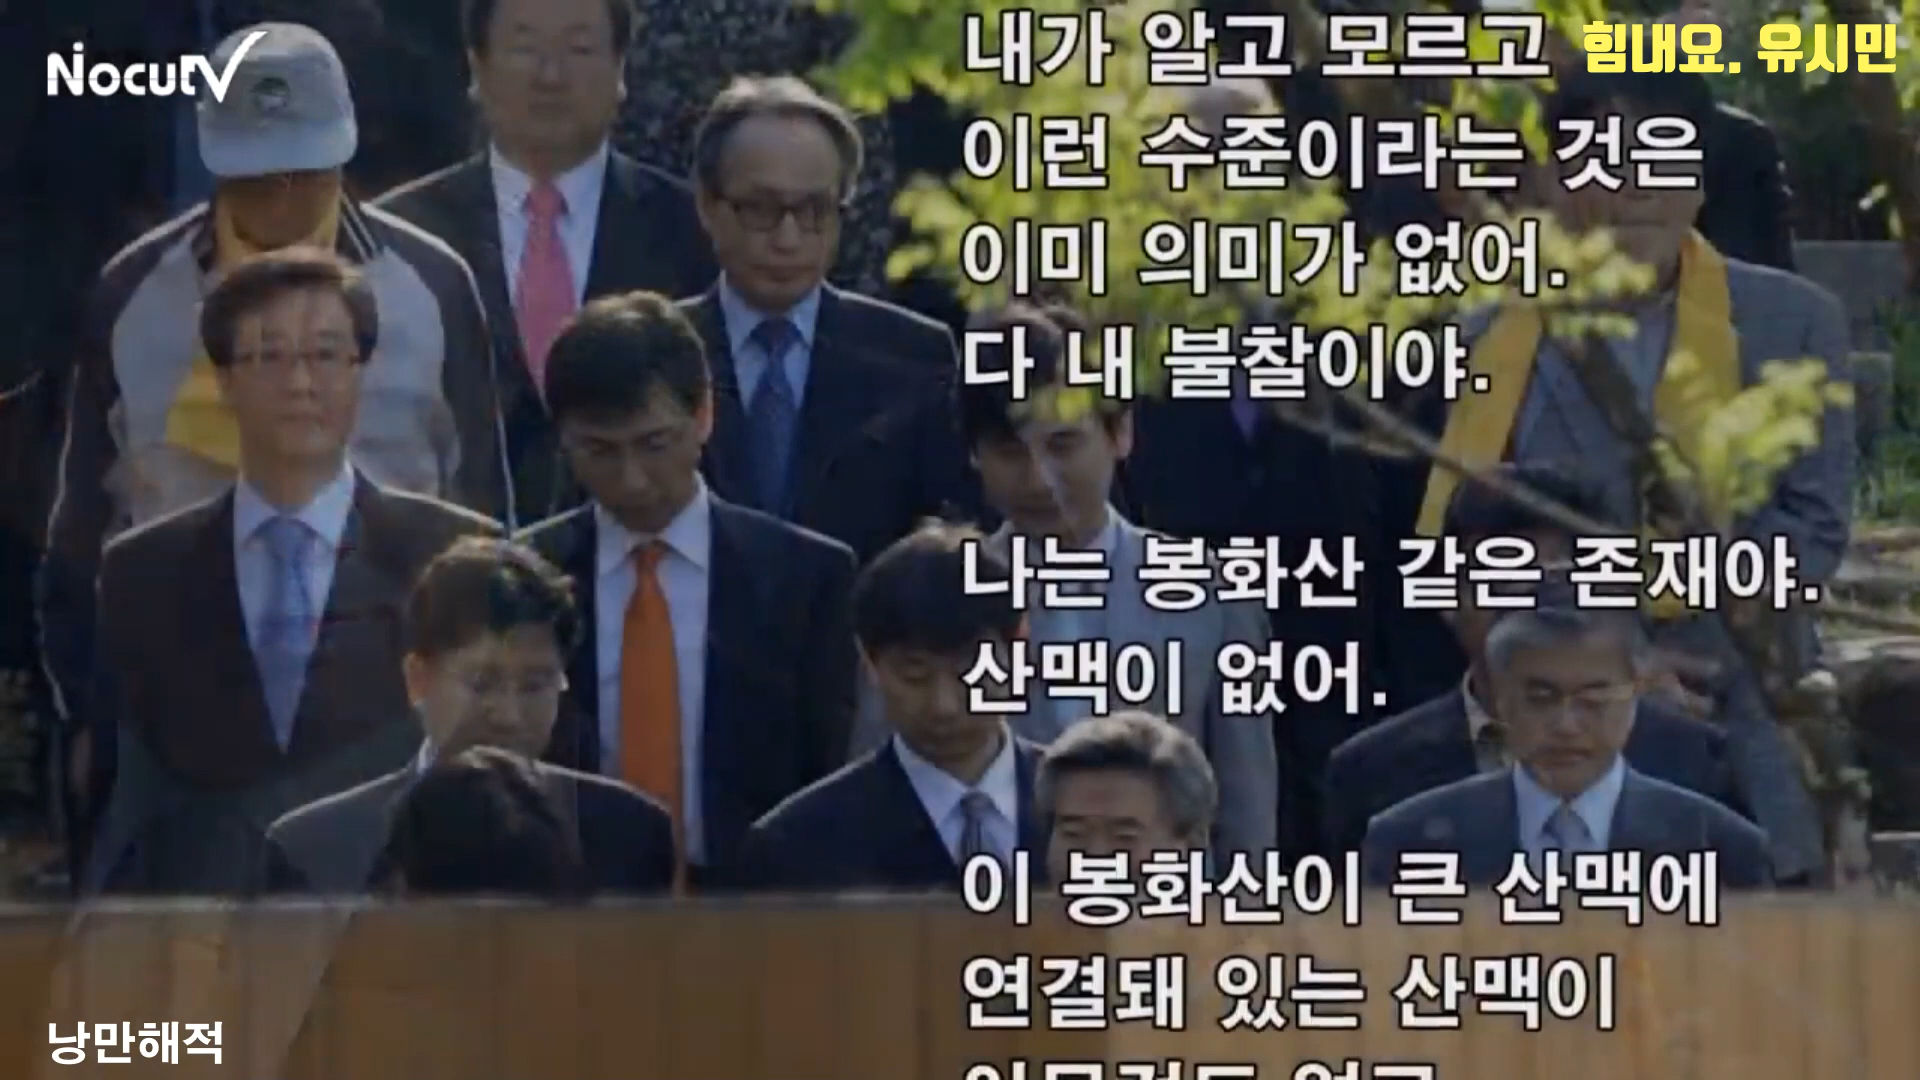 NocutV
힘내요, 유시민
내가 알고 모르고
이런 수준이라는 것은
이미 의미가 없어.
다 내 불찰이야.
나는 봉화산 같은 존재야.
산맥이 없어.
이 봉화산이 큰 산맥에
연결돼 있는 산맥이
낭만해적